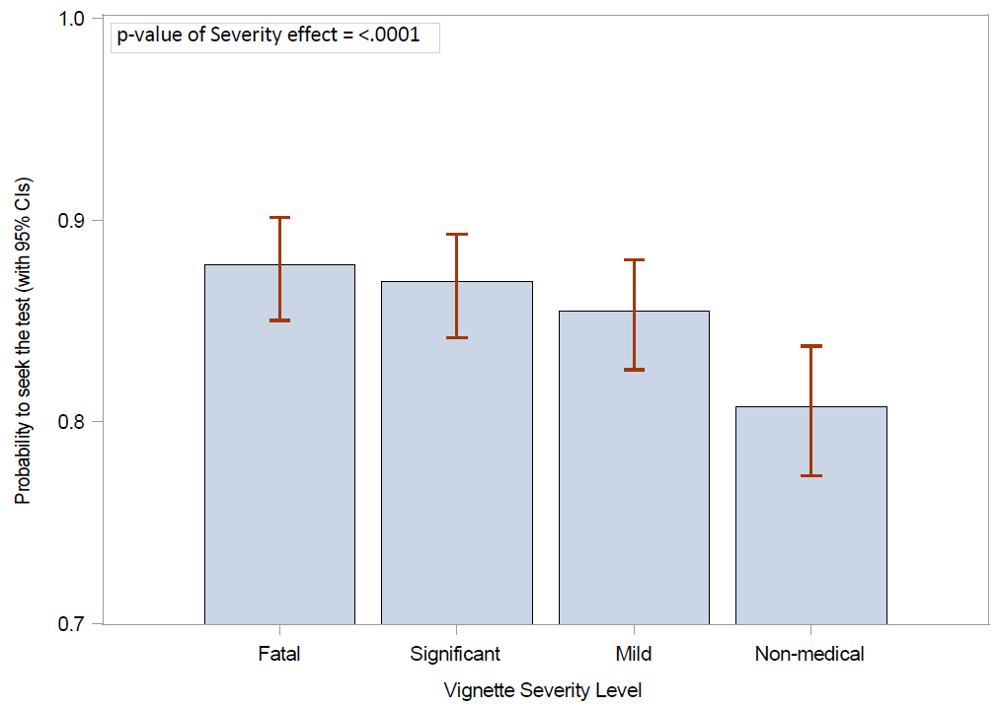 p-value of Severity effect = <.0001
Probability to seek the test (with 95% CIs)
1.0
0.9
0.8
0.7
Fatal
Significant
Mild
Non-medical
Vignette Severity Level